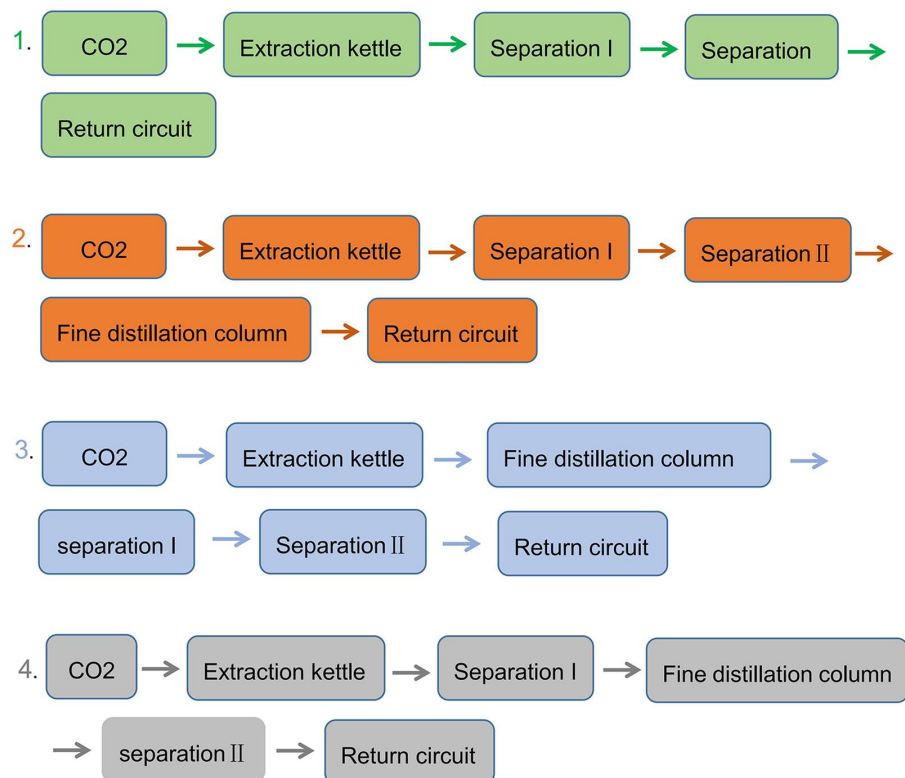 1. CO2 Extraction kettle Separation I Separation
Return circuit
2. CO2 Extraction kettle Separation I Separation Ⅱ
Fine distillation column Return circuit
3. CO2 Extraction kettle Fine distillation column
separation I Separation Ⅱ Return circuit
4. CO2 Extraction kettle Separation I Fine distillation column
separation Ⅱ Return circuit